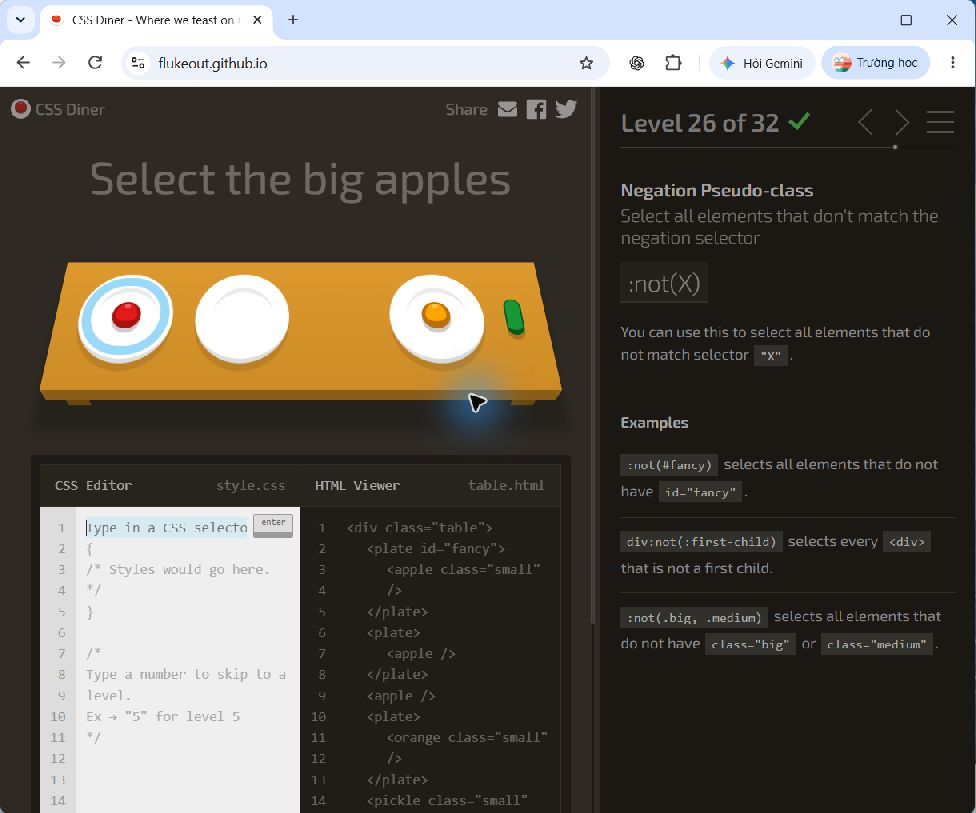 CSS Diner - Where we feast on
flukeout.github.io
Hỏi Gemini
Trường học
CSS Diner
Share
Select the big apples
CSS Editor
style.css
HTML Viewer
table.html
1 Type in a CSS selecto
enter
2 {
3 /* Styles would go here.
4 */
5 }
6
7 /*
8 Type a number to skip to a
9 level.
10 Ex → "5" for level 5
11 */
12
13
14
1 <div class="table">
2 <plate id="fancy">
3 <apple class="small"
4 />
5 </plate>
6 <plate>
7 <apple />
8 </plate>
9 <apple />
10 <plate>
11 <orange class="small"
12 />
13 </plate>
14 <pickle class="small"
Level 26 of 32
Negation Pseudo-class
Select all elements that don't match the
negation selector
:not(X)
You can use this to select all elements that do
not match selector "X" .
Examples
:not(#fancy) selects all elements that do not
have id="fancy" .
div:not(:first-child) selects every <div>
that is not a first child.
:not(.big, .medium) selects all elements that
do not have class="big" or class="medium" .